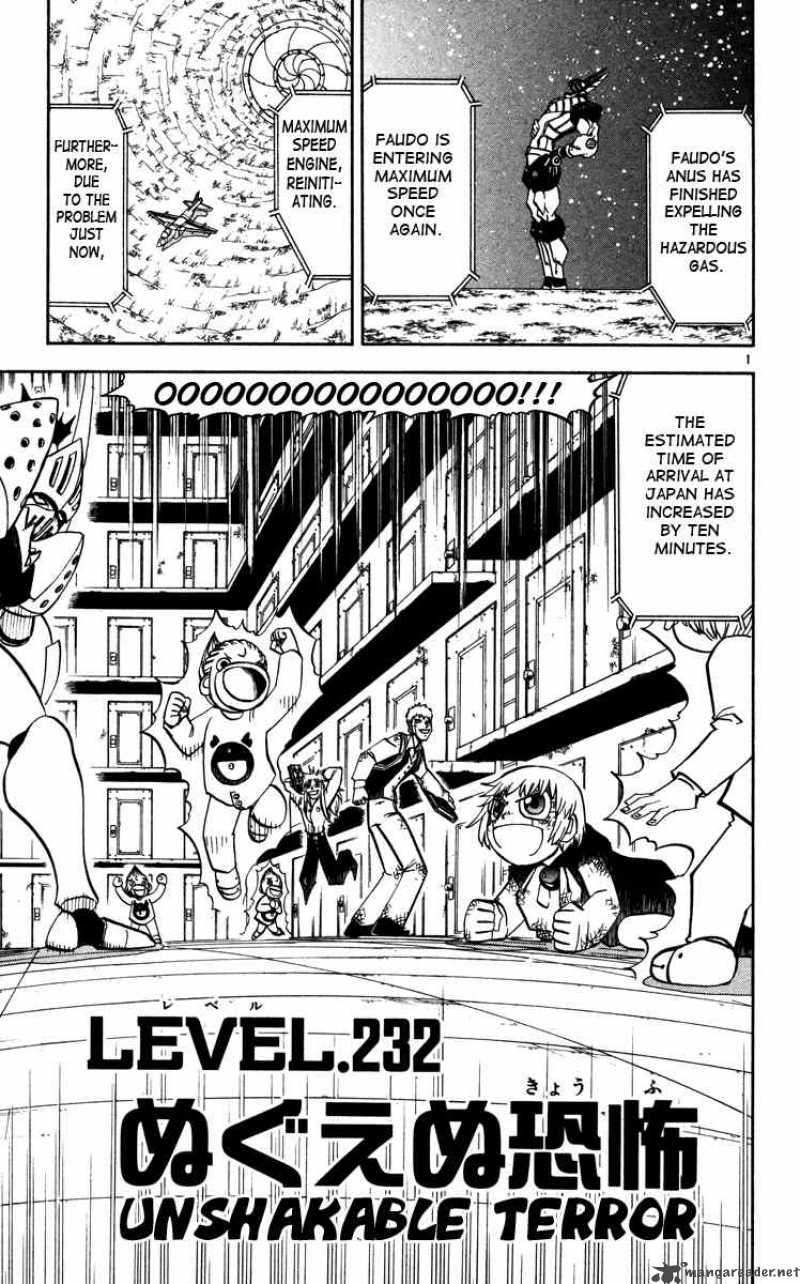 FAUDO'S
ANUS HAS
FINISHED
EXPELLING
THE
HAZARDOUS
GAS.
FAUDO IS
ENTERING
MAXIMUM
SPEED
ONCE
AGAIN.
MAXIMUM
SPEED
ENGINE,
REINITI-
ATING.
FURTHER-
MORE,
DUE
TO THE
PROBLEM
JUST
NOW,
1
THE
ESTIMATED
TIME OF
ARRIVAL AT
JAPAN HAS
INCREASED
BY TEN
MINUTES.
OOOOOOOOOOOOOOOOO!!!
レベル
LEVEL.232
きょうふ
ぬぐえぬ恐怖
UNSHAKABLE TERROR
mangareader.net